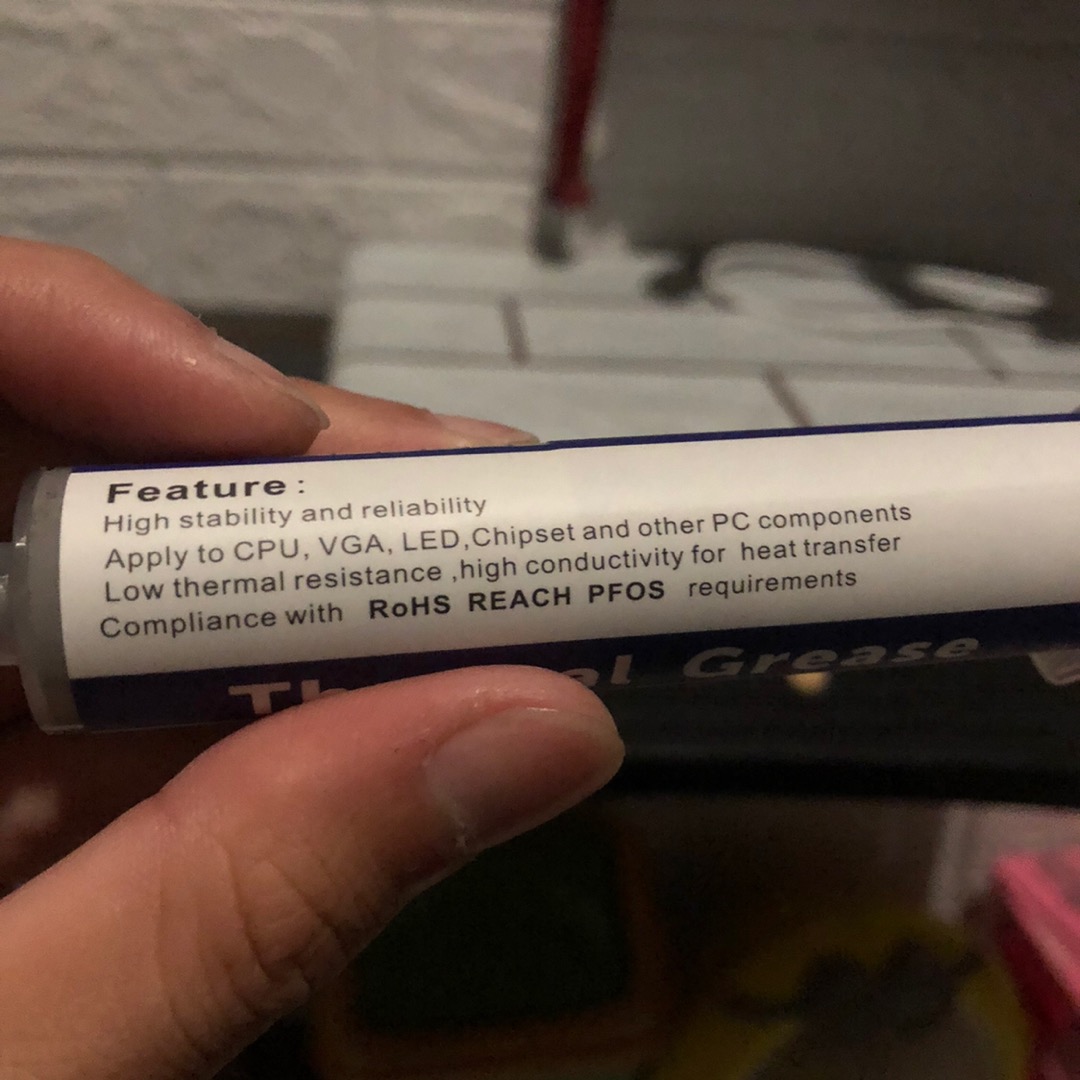 Feature :
High stability and reliability
Apply to CPU, VGA, LED,Chipset and other PC components
Low thermal resistance ,high conductivity for heat transfer
Compliance with RoHS REACH PFOS requirements
Grease